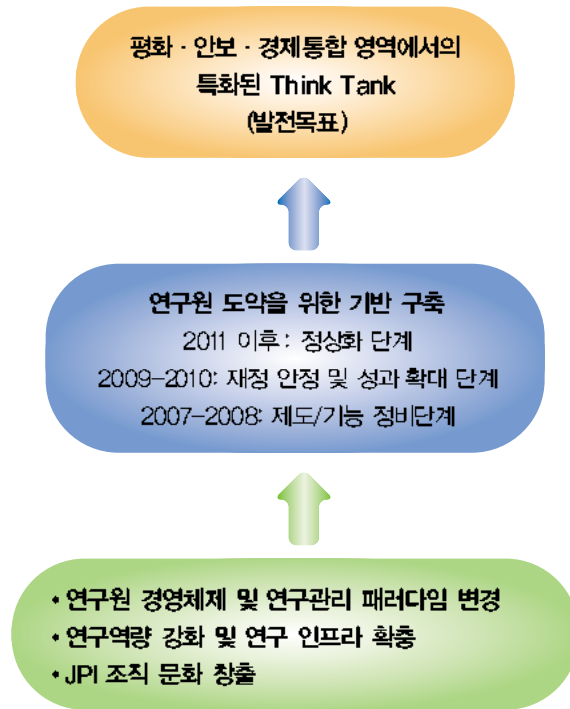 평화 · 안보 · 경제통합 영역에서의
특화된 Think Tank
(발전목표)
연구원 도약을 위한 기반 구축
2011 이후 : 정상화 단계
2009-2010: 재정 안정 및 성과 확대 단계
2007-2008: 제도/기능 정비단계
• 연구원 경영체제 및 연구관리 패러다임 변경
• 연구역량 강화 및 연구 인프라 확충
• JPI 조직 문화 창출